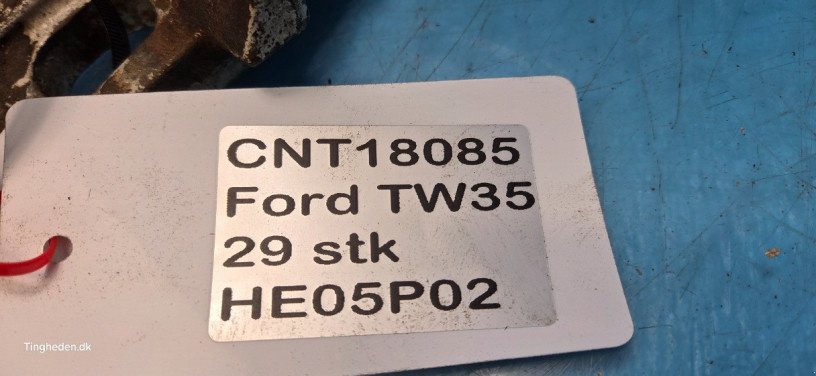 CNT18085
Ford TW35
29 stk
HE05P02
Tingheden.dk